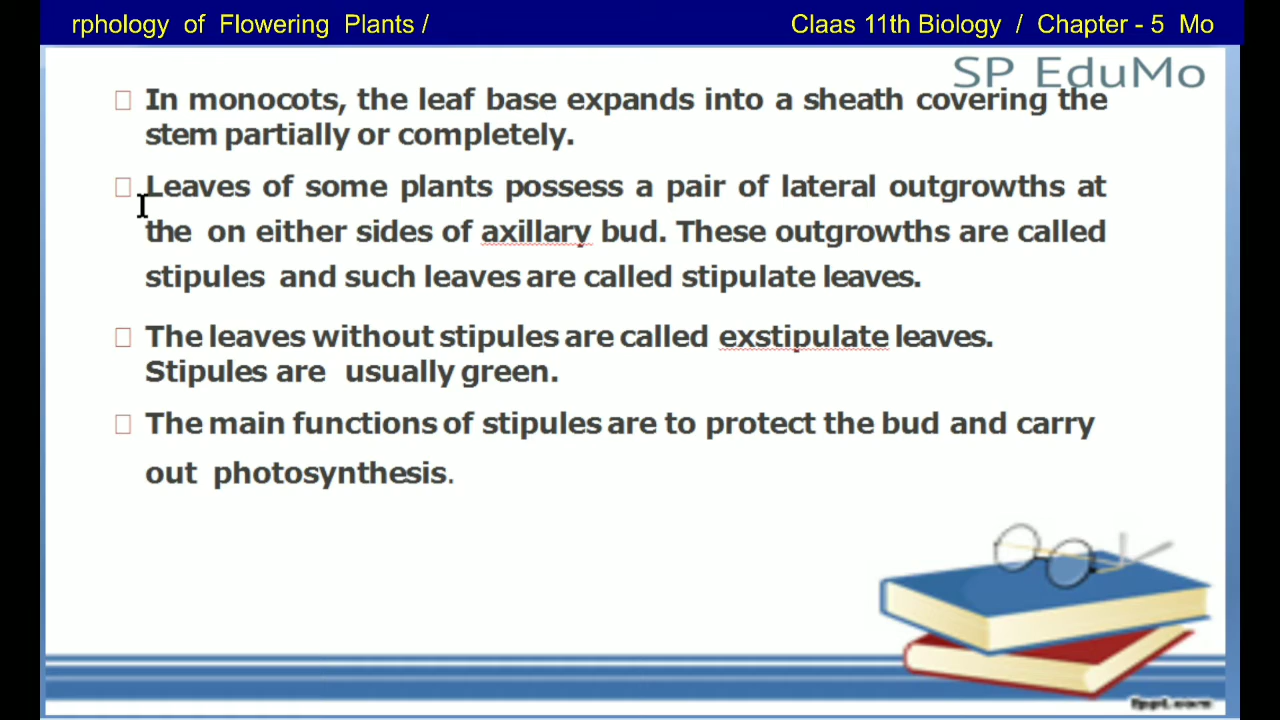 rphology of Flowering Plants / Claas 11th Biology / Chapter - 5 Mo
SP EduMo
In monocots, the leaf base expands into a sheath covering the
stem partially or completely.
Leaves of some plants possess a pair of lateral outgrowths at
the on either sides of axillary bud. These outgrowths are called
stipules and such leaves are called stipulate leaves.
The leaves without stipules are called exstipulate leaves.
Stipules are usually green.
The main functions of stipules are to protect the bud and carry
out photosynthesis.
fppt.com